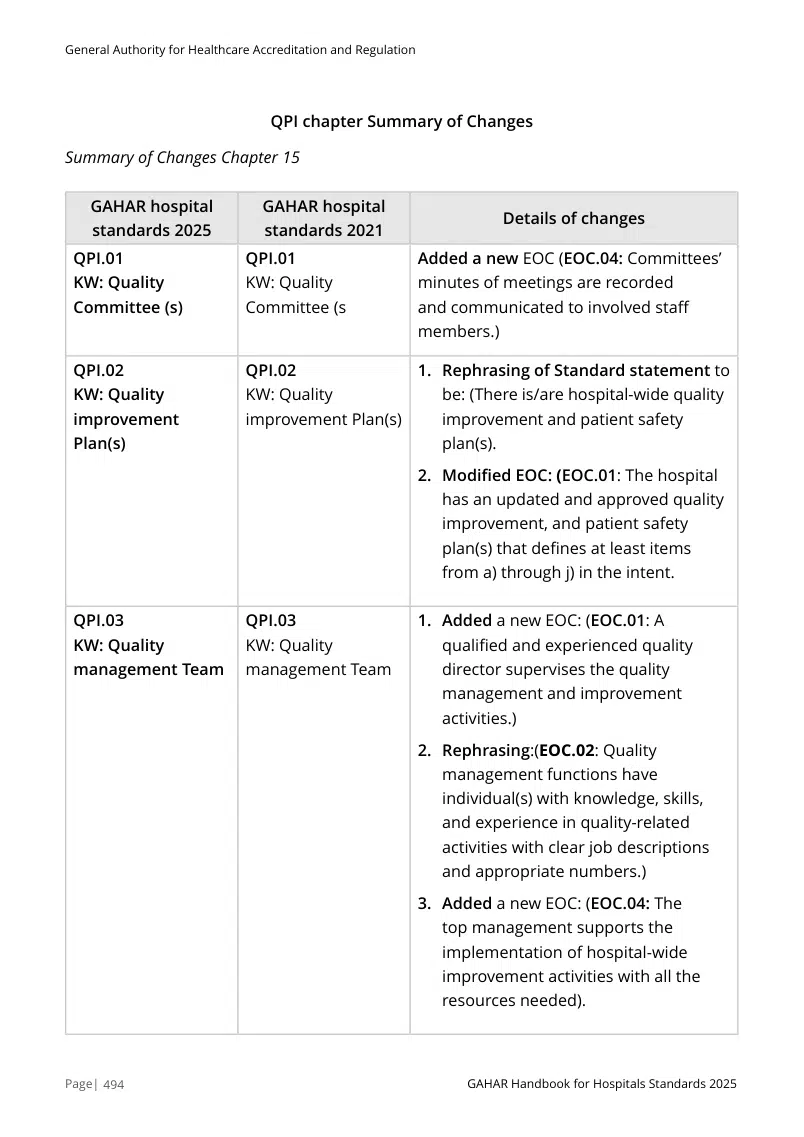 General Authority for Healthcare Accreditation and Regulation
QPI chapter Summary of Changes
Summary of Changes Chapter 15
GAHAR hospital
standards 2025
GAHAR hospital
standards 2021
Details of changes
QPI.01
KW: Quality
Committee (s)
QPI.01
KW: Quality
Committee (s
Added a new EOC (EOC.04: Committees’
minutes of meetings are recorded
and communicated to involved staff
members.)
QPI.02
KW: Quality
improvement
Plan(s)
QPI.02
KW: Quality
improvement Plan(s)
1. Rephrasing of Standard statement to
be: (There is/are hospital-wide quality
improvement and patient safety
plan(s).
2. Modified EOC: (EOC.01: The hospital
has an updated and approved quality
improvement, and patient safety
plan(s) that defines at least items
from a) through j) in the intent.
QPI.03
KW: Quality
management Team
QPI.03
KW: Quality
management Team
1. Added a new EOC: (EOC.01: A
qualified and experienced quality
director supervises the quality
management and improvement
activities.)
2. Rephrasing:(EOC.02: Quality
management functions have
individual(s) with knowledge, skills,
and experience in quality-related
activities with clear job descriptions
and appropriate numbers.)
3. Added a new EOC: (EOC.04: The
top management supports the
implementation of hospital-wide
improvement activities with all the
resources needed).
Page| 494
GAHAR Handbook for Hospitals Standards 2025